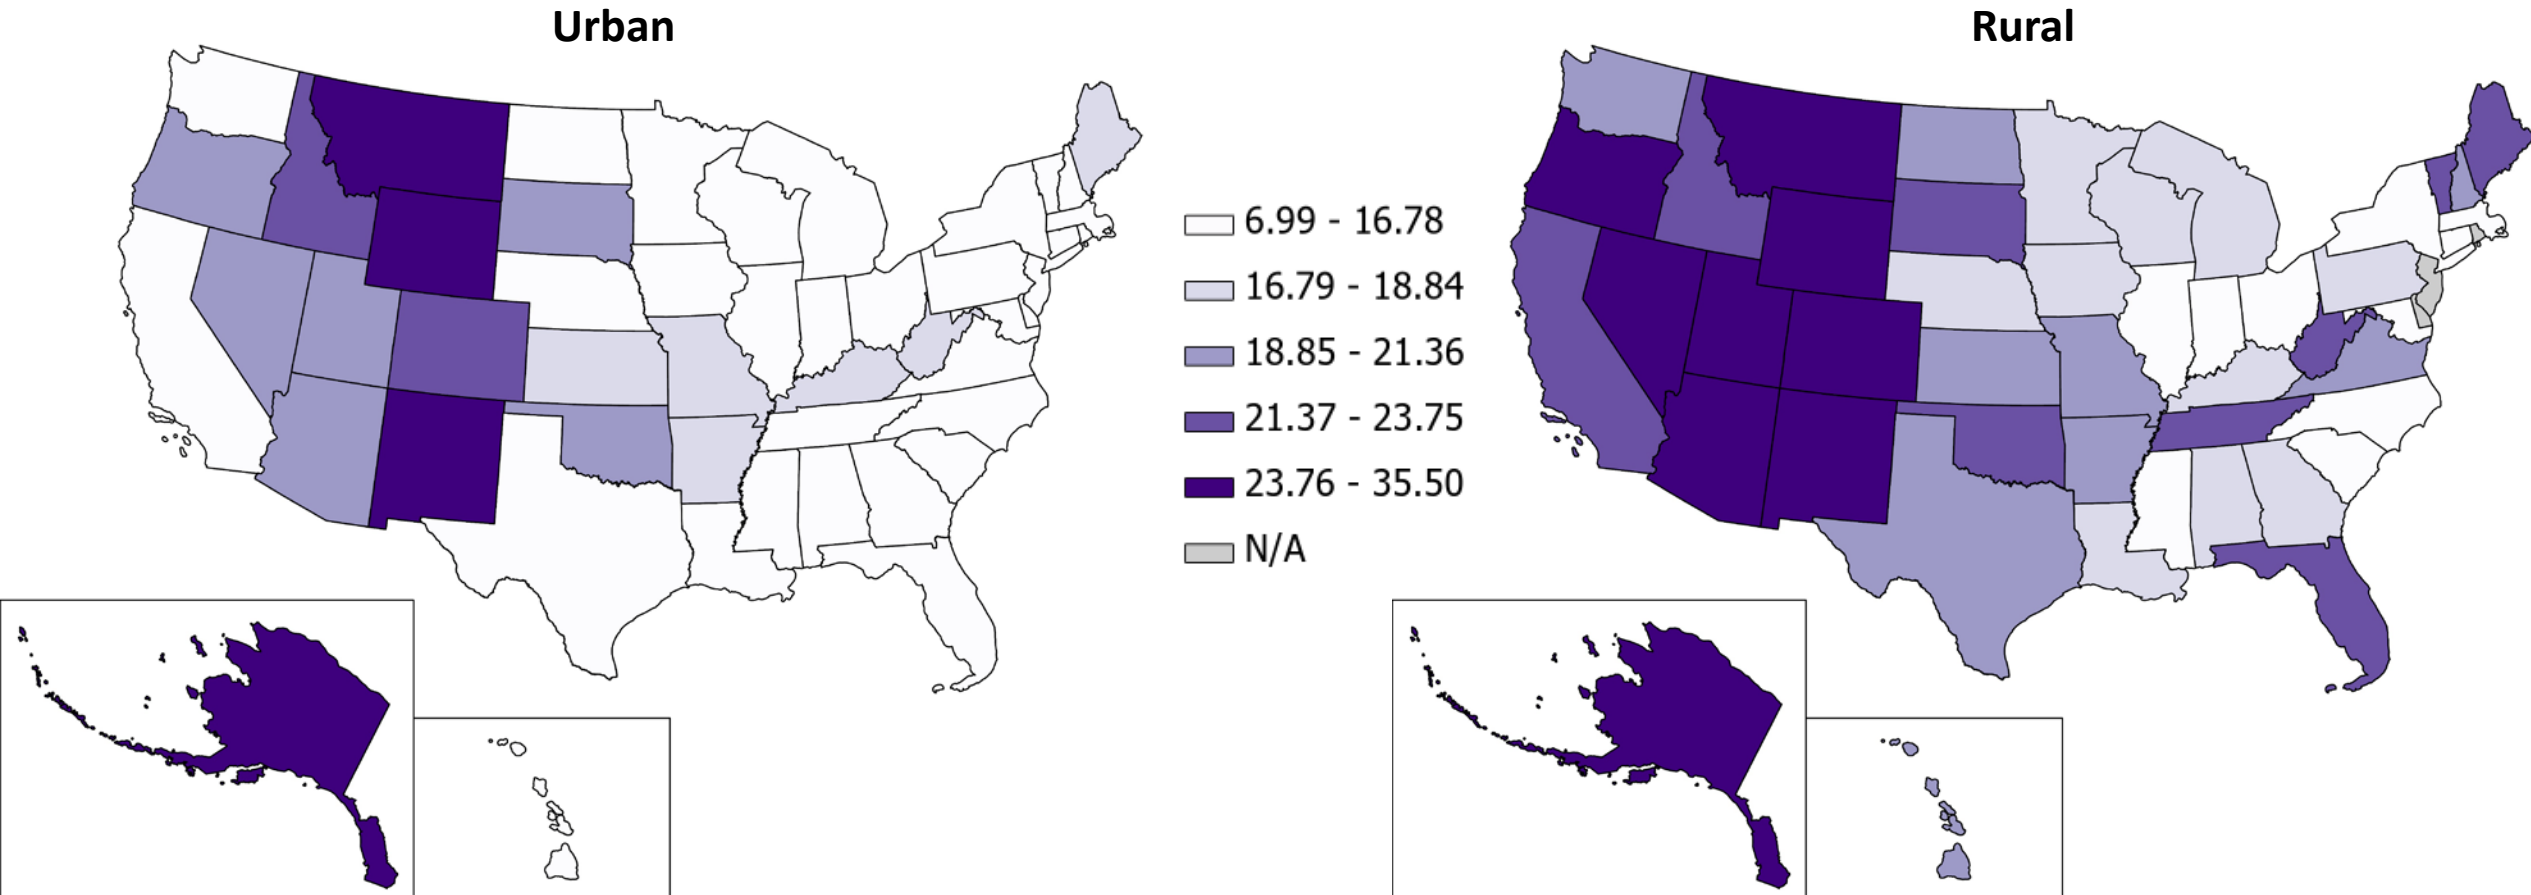 Urban
Rural
6.99 - 16.78
16.79 - 18.84
18.85 - 21.36
21.37 - 23.75
23.76 - 35.50
N/A